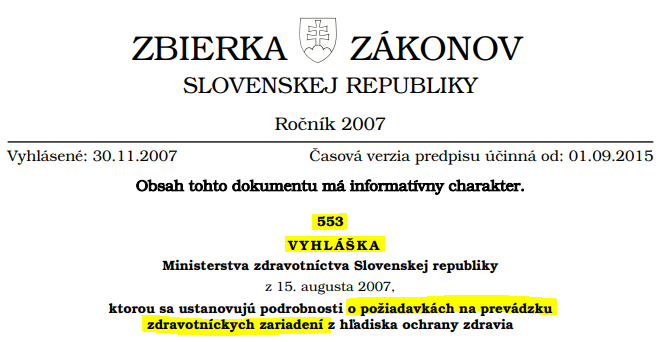 ZBIERKA ZÁKONOV
SLOVENSKEJ REPUBLIKY
Ročník 2007
Vyhlásené: 30.11.2007 Časová verzia predpisu účinná od: 01.09.2015
Obsah tohto dokumentu má informatívny charakter.
553
VYHLÁŠKA
Ministerstva zdravotníctva Slovenskej republiky
z 15. augusta 2007,
ktorou sa ustanovujú podrobnosti o požiadavkách na prevádzku
zdravotníckych zariadení z hľadiska ochrany zdravia